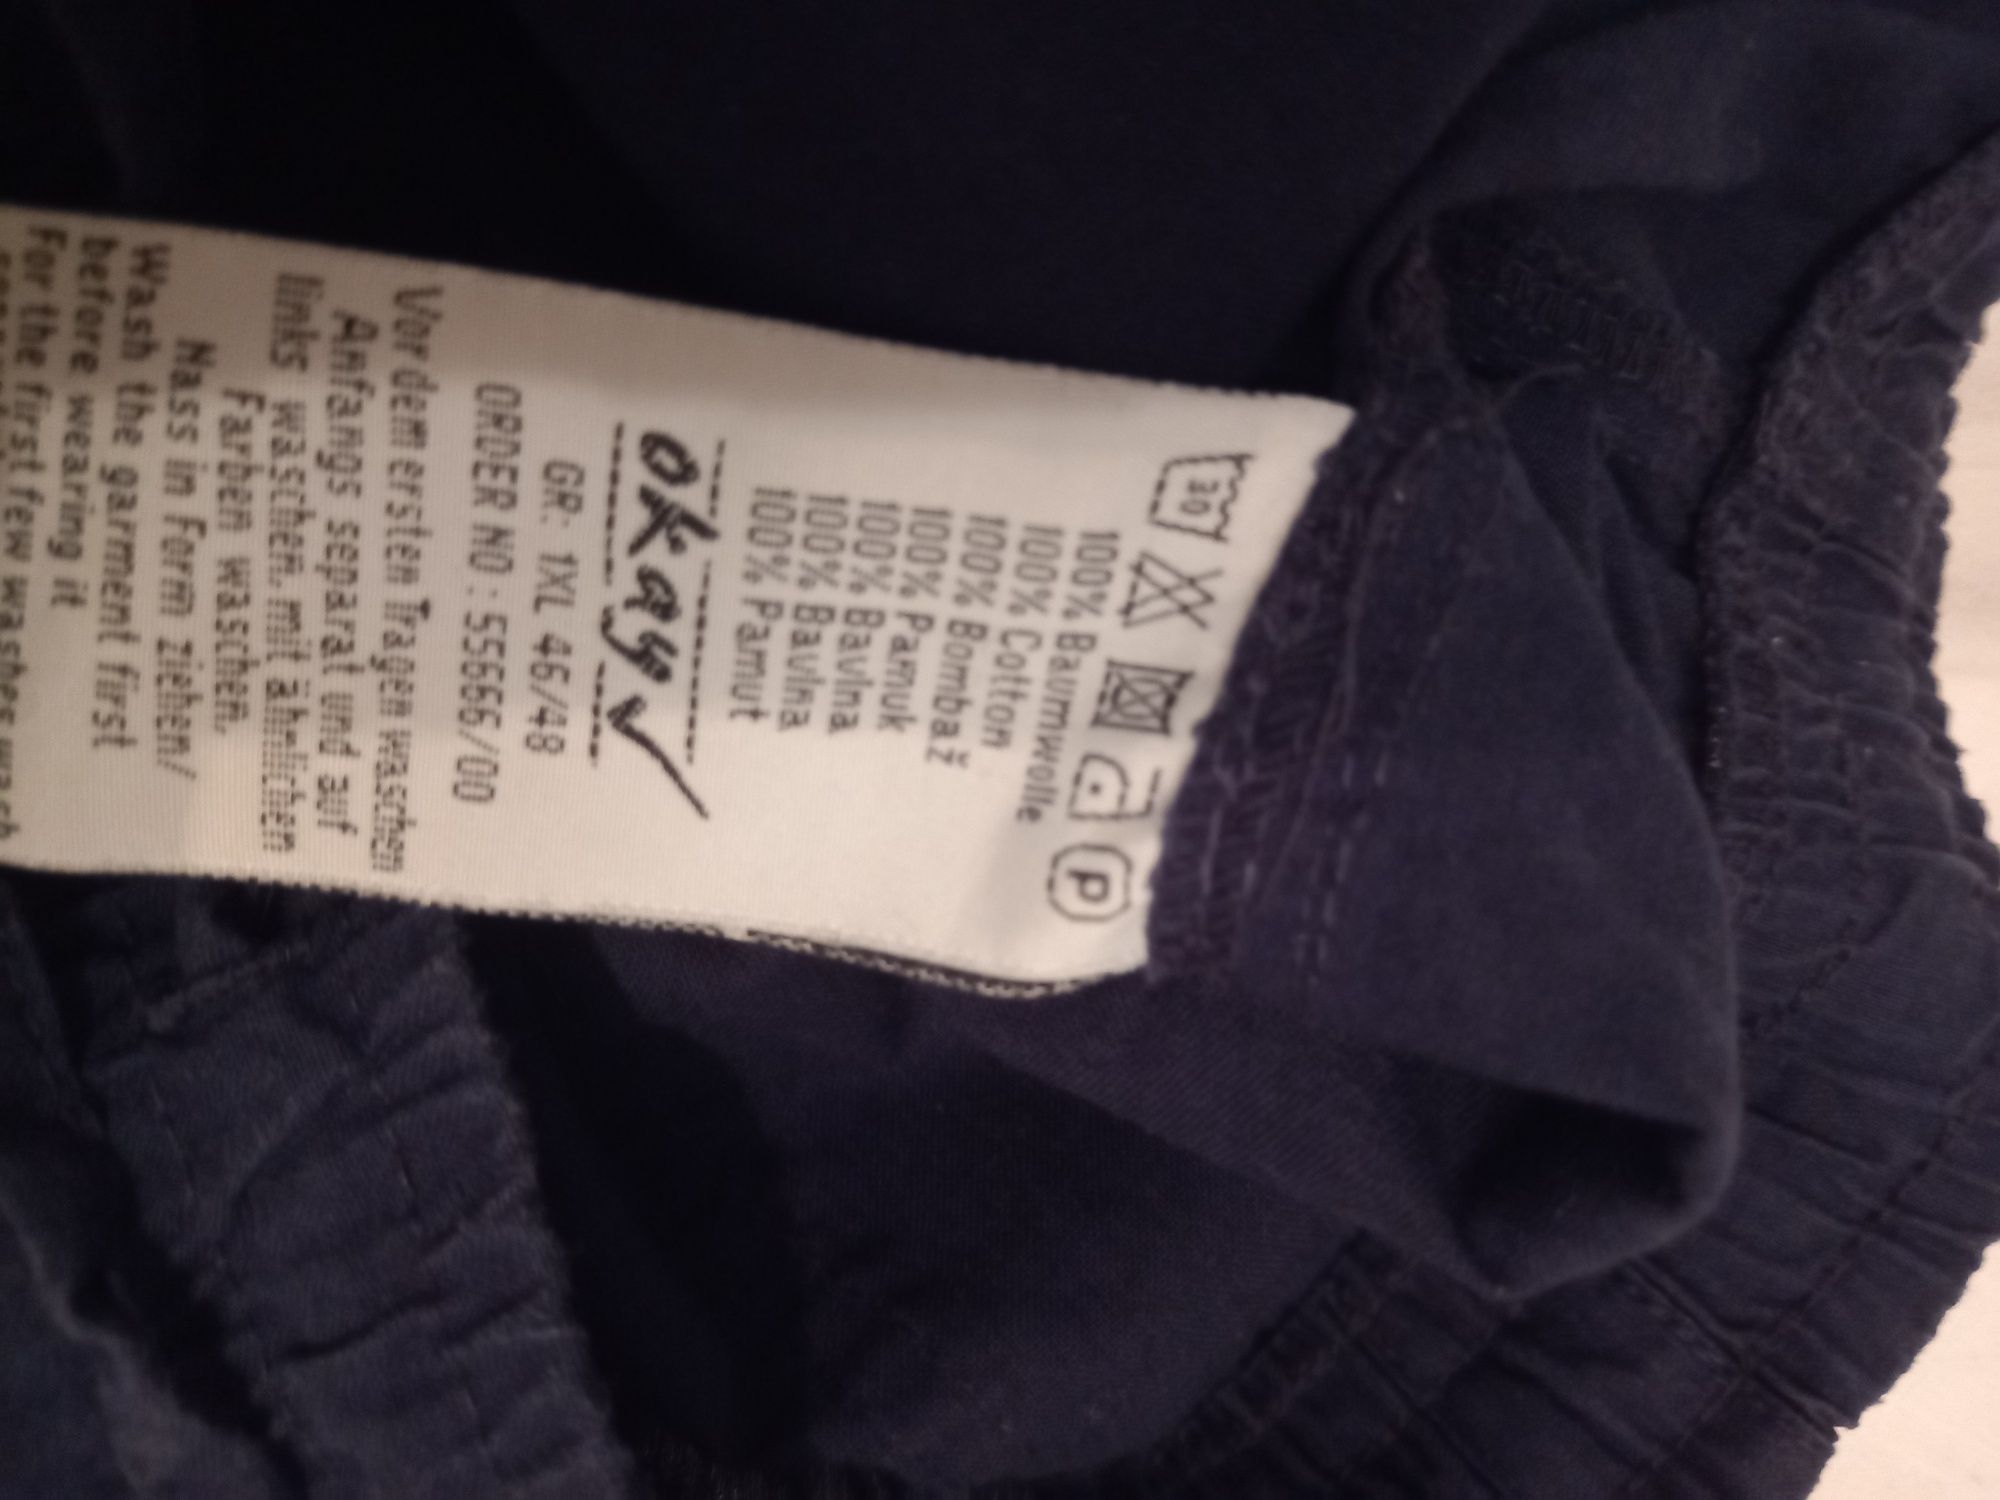 30 P
100% Baumwolle
100% Cotton
100% Bombaž
100% Pamuk
100% Bavlna
100% Bavlna
100% Pamut
okay
GR: 1XL 46/48
ORDER NO: 55666/00
Vor dem ersten Tragen waschen
Anfangs separat und auf
links waschen, mit ähnlichen
Farben waschen,
Nass in Form ziehen/
Wash the garment first
before wearing it
For the first few washes wash